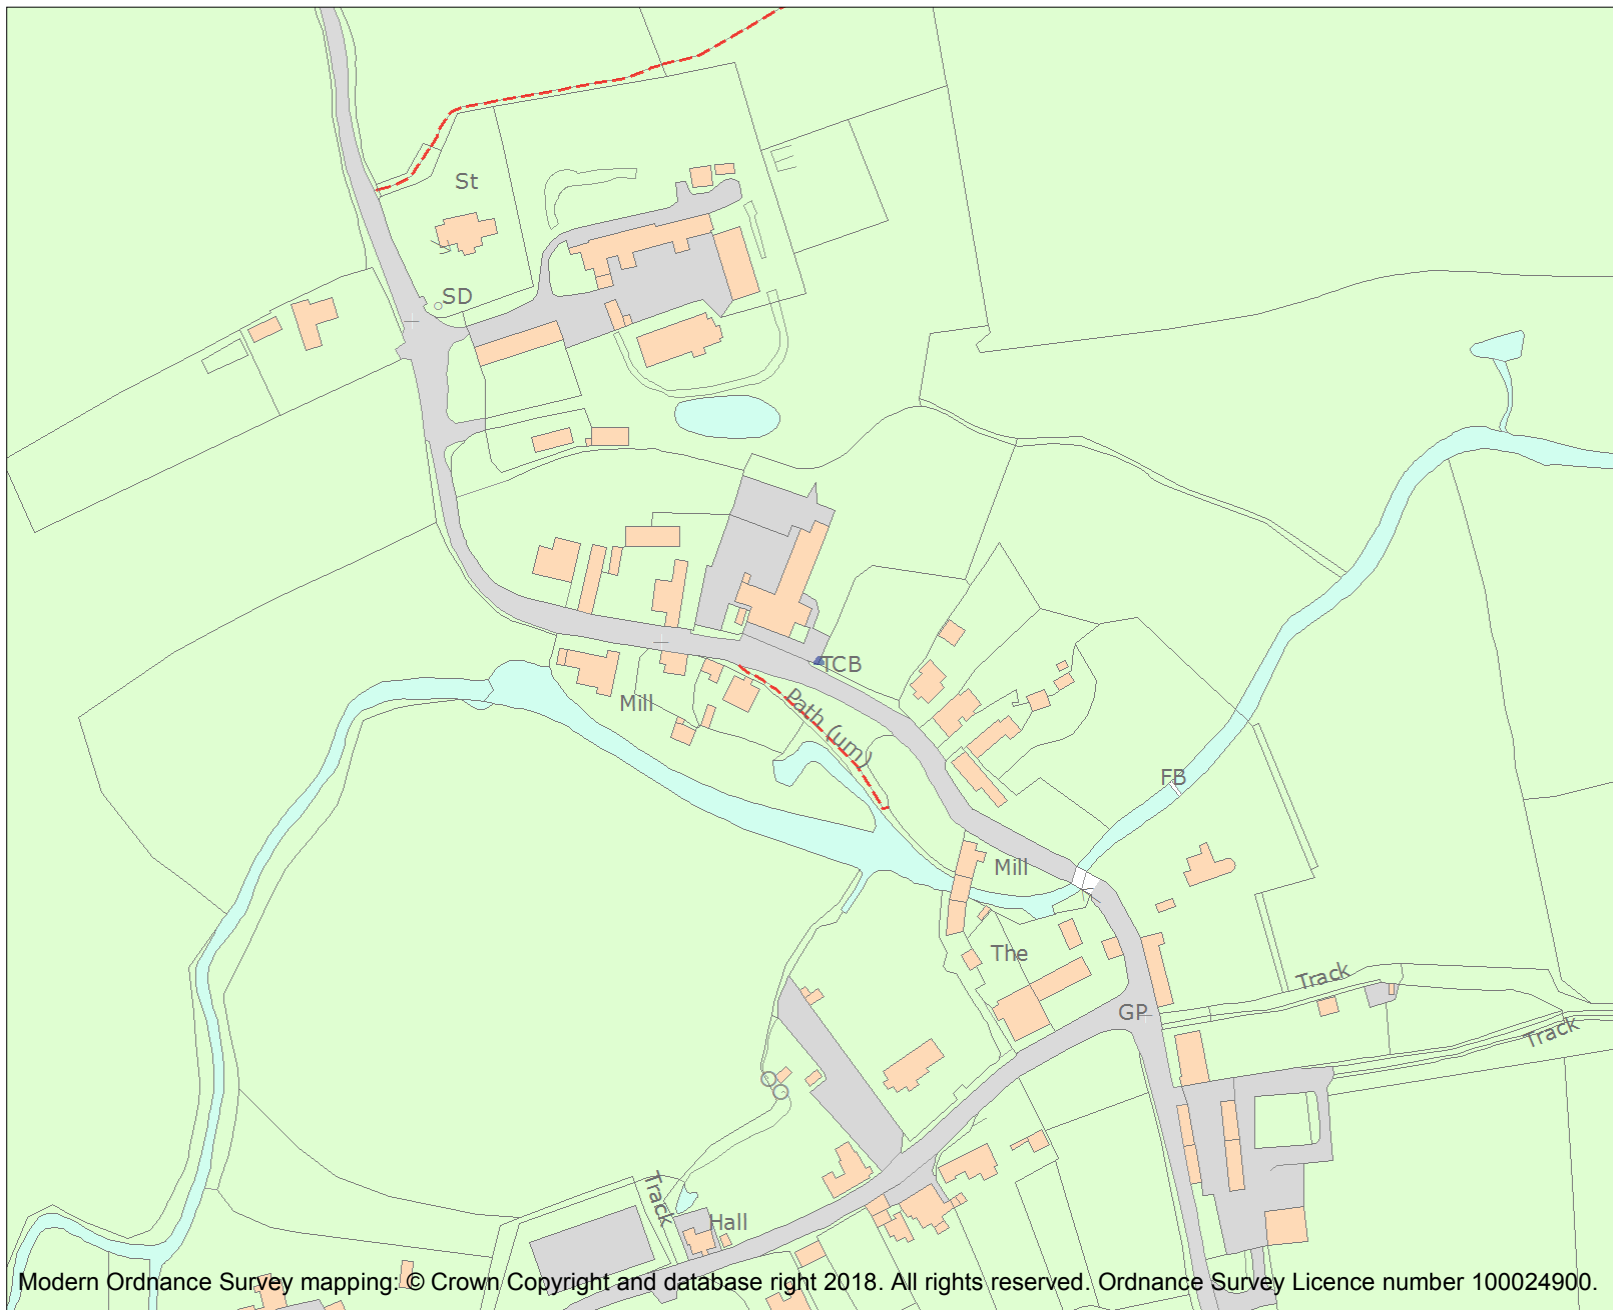 St
SD
TCB
Mill
Path (um)
FB
Mill
The
Track
GP
Track
Track
Hall
Modern Ordnance Survey mapping: © Crown Copyright and database right 2018. All rights reserved. Ordnance Survey Licence number 100024900.